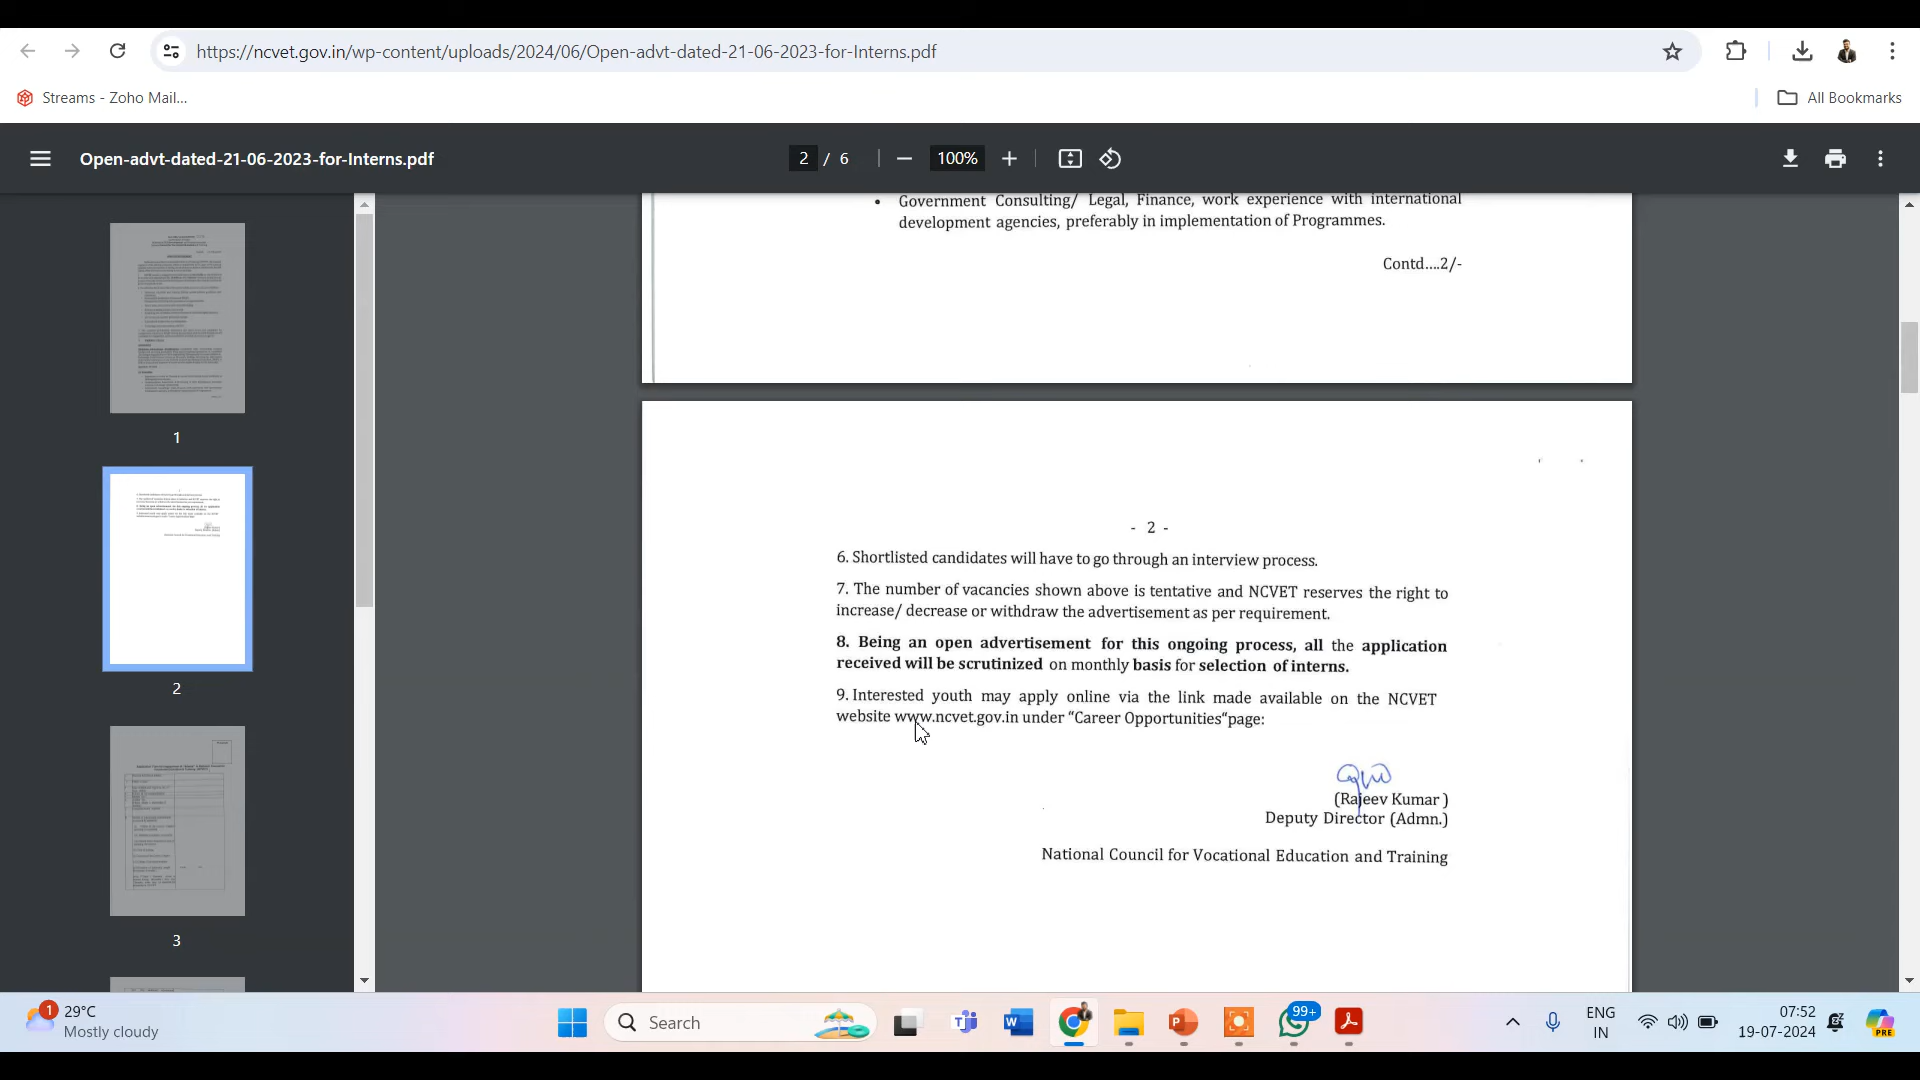 https://ncvet.gov.in/wp-content/uploads/2024/06/Open-advt-dated-21-06-2023-for-Interns.pdf
Streams - Zoho Mail...
All Bookmarks
Open-advt-dated-21-06-2023-for-Interns.pdf
2 / 6
100%
• Government Consulting/ Legal, Finance, work experience with international
development agencies, preferably in implementation of Programmes.
Contd....2/-
1
2
3
- 2 -
6. Shortlisted candidates will have to go through an interview process.
7. The number of vacancies shown above is tentative and NCVET reserves the right to
increase/ decrease or withdraw the advertisement as per requirement.
8. Being an open advertisement for this ongoing process, all the application
received will be scrutinized on monthly basis for selection of interns.
9. Interested youth may apply online via the link made available on the NCVET
website www.ncvet.gov.in under “Career Opportunities“page:
(Rajeev Kumar )
Deputy Director (Admn.)
National Council for Vocational Education and Training
1
29°C
Mostly cloudy
Search
99+
ENG
IN
07:52
19-07-2024
PRE